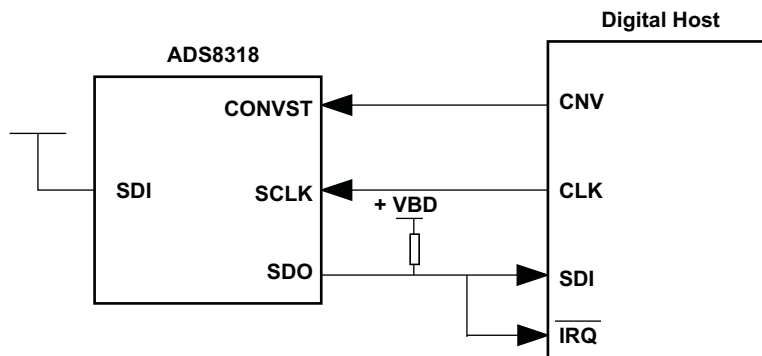 Digital Host
ADS8318
CONVST
CNV
SDI
SCLK
CLK
+ VBD
SDO
SDI
IRQ